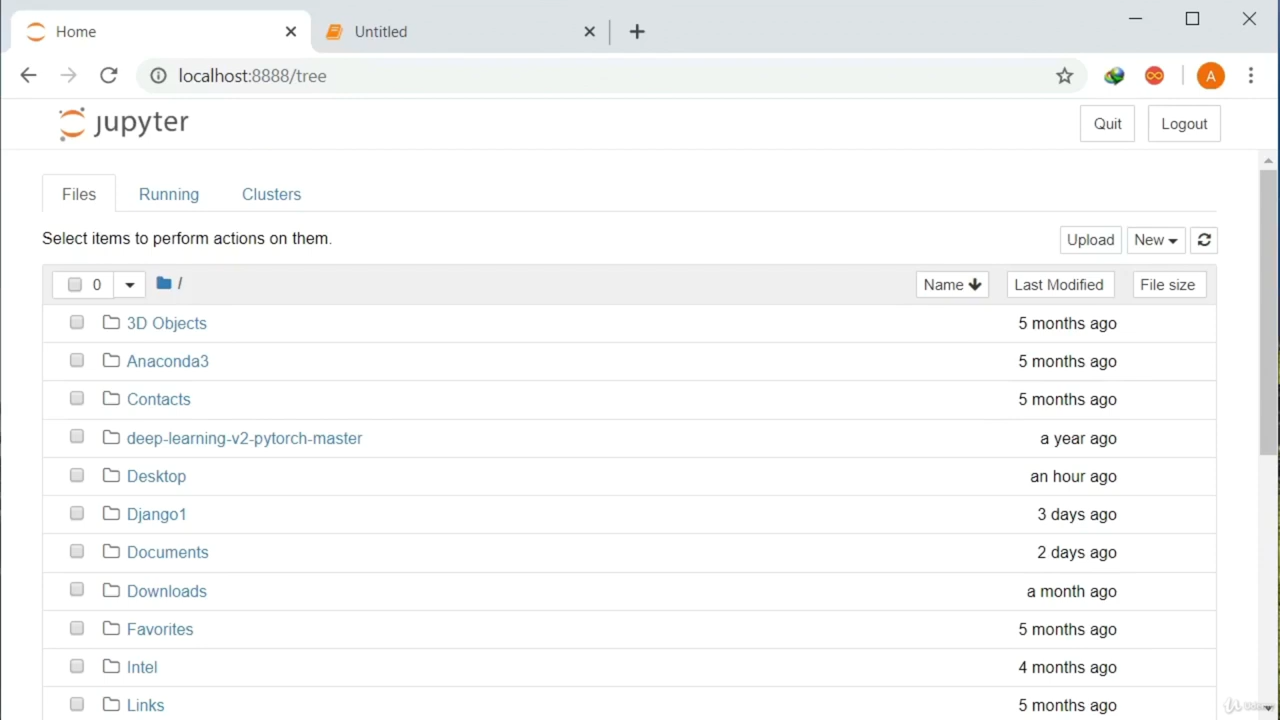 Home Untitled
localhost:8888/tree A
jupyter Quit Logout
Files Running Clusters
Select items to perform actions on them. Upload New
0 / Name Last Modified File size
3D Objects 5 months ago
Anaconda3 5 months ago
Contacts 5 months ago
deep-learning-v2-pytorch-master a year ago
Desktop an hour ago
Django1 3 days ago
Documents 2 days ago
Downloads a month ago
Favorites 5 months ago
Intel 4 months ago
Links 5 months ago